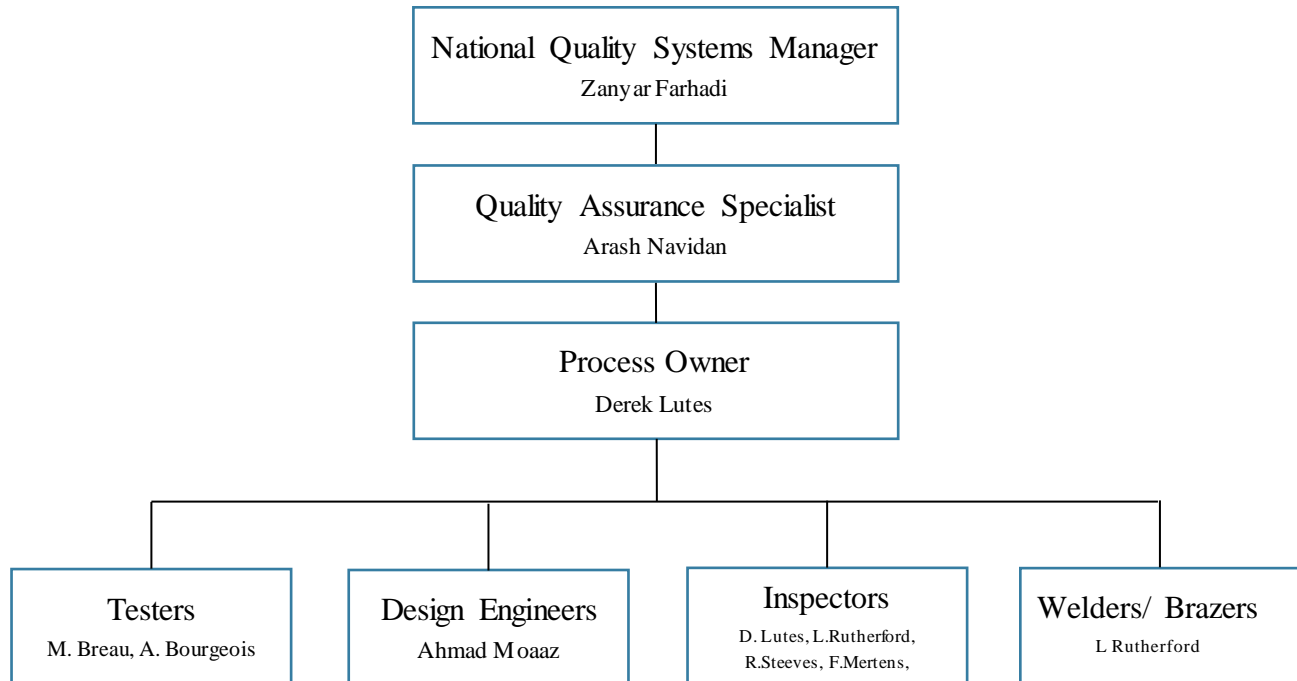 National Quality Systems Manager
Zanyar Farhadi
Quality Assurance Specialist
Arash Navidan
Process Owner
Derek Lutes
Testers
M. Breau, A. Bourgeois
Design Engineers
Ahmad Moaaz
Inspectors
D. Lutes, L.Rutherford,
R.Steeves, F.Mertens,
Welders/ Brazers
L Rutherford